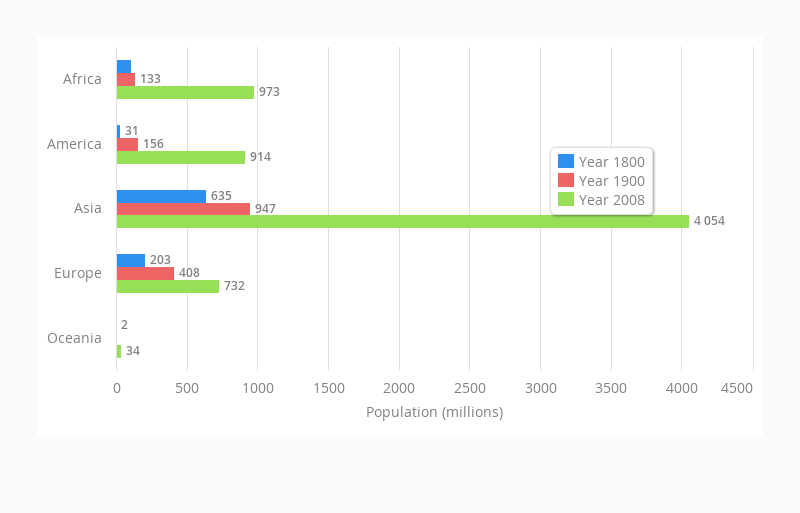 Africa
133
973
America
31
156
914
Asia
635
947
4 054
Europe
203
408
732
Oceania
2
34
Year 1800
Year 1900
Year 2008
0 500 1000 1500 2000 2500 3000 3500 4000 4500
Population (millions)